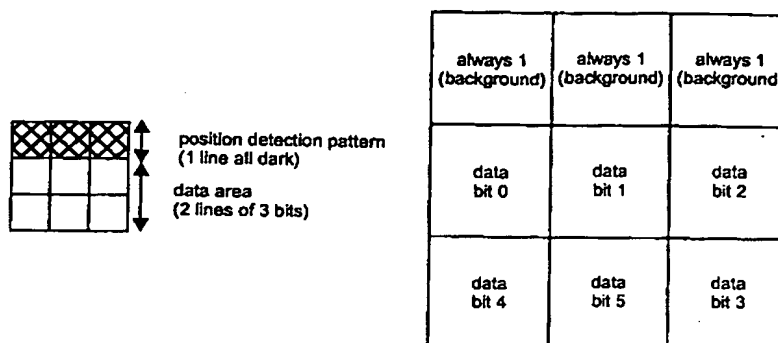 position detection pattern
(1 line all dark)
data area
(2 lines of 3 bits)
always 1
(background)
always 1
(background)
always 1
(background)
data
bit 0
data
bit 1
data
bit 2
data
bit 4
data
bit 5
data
bit 3